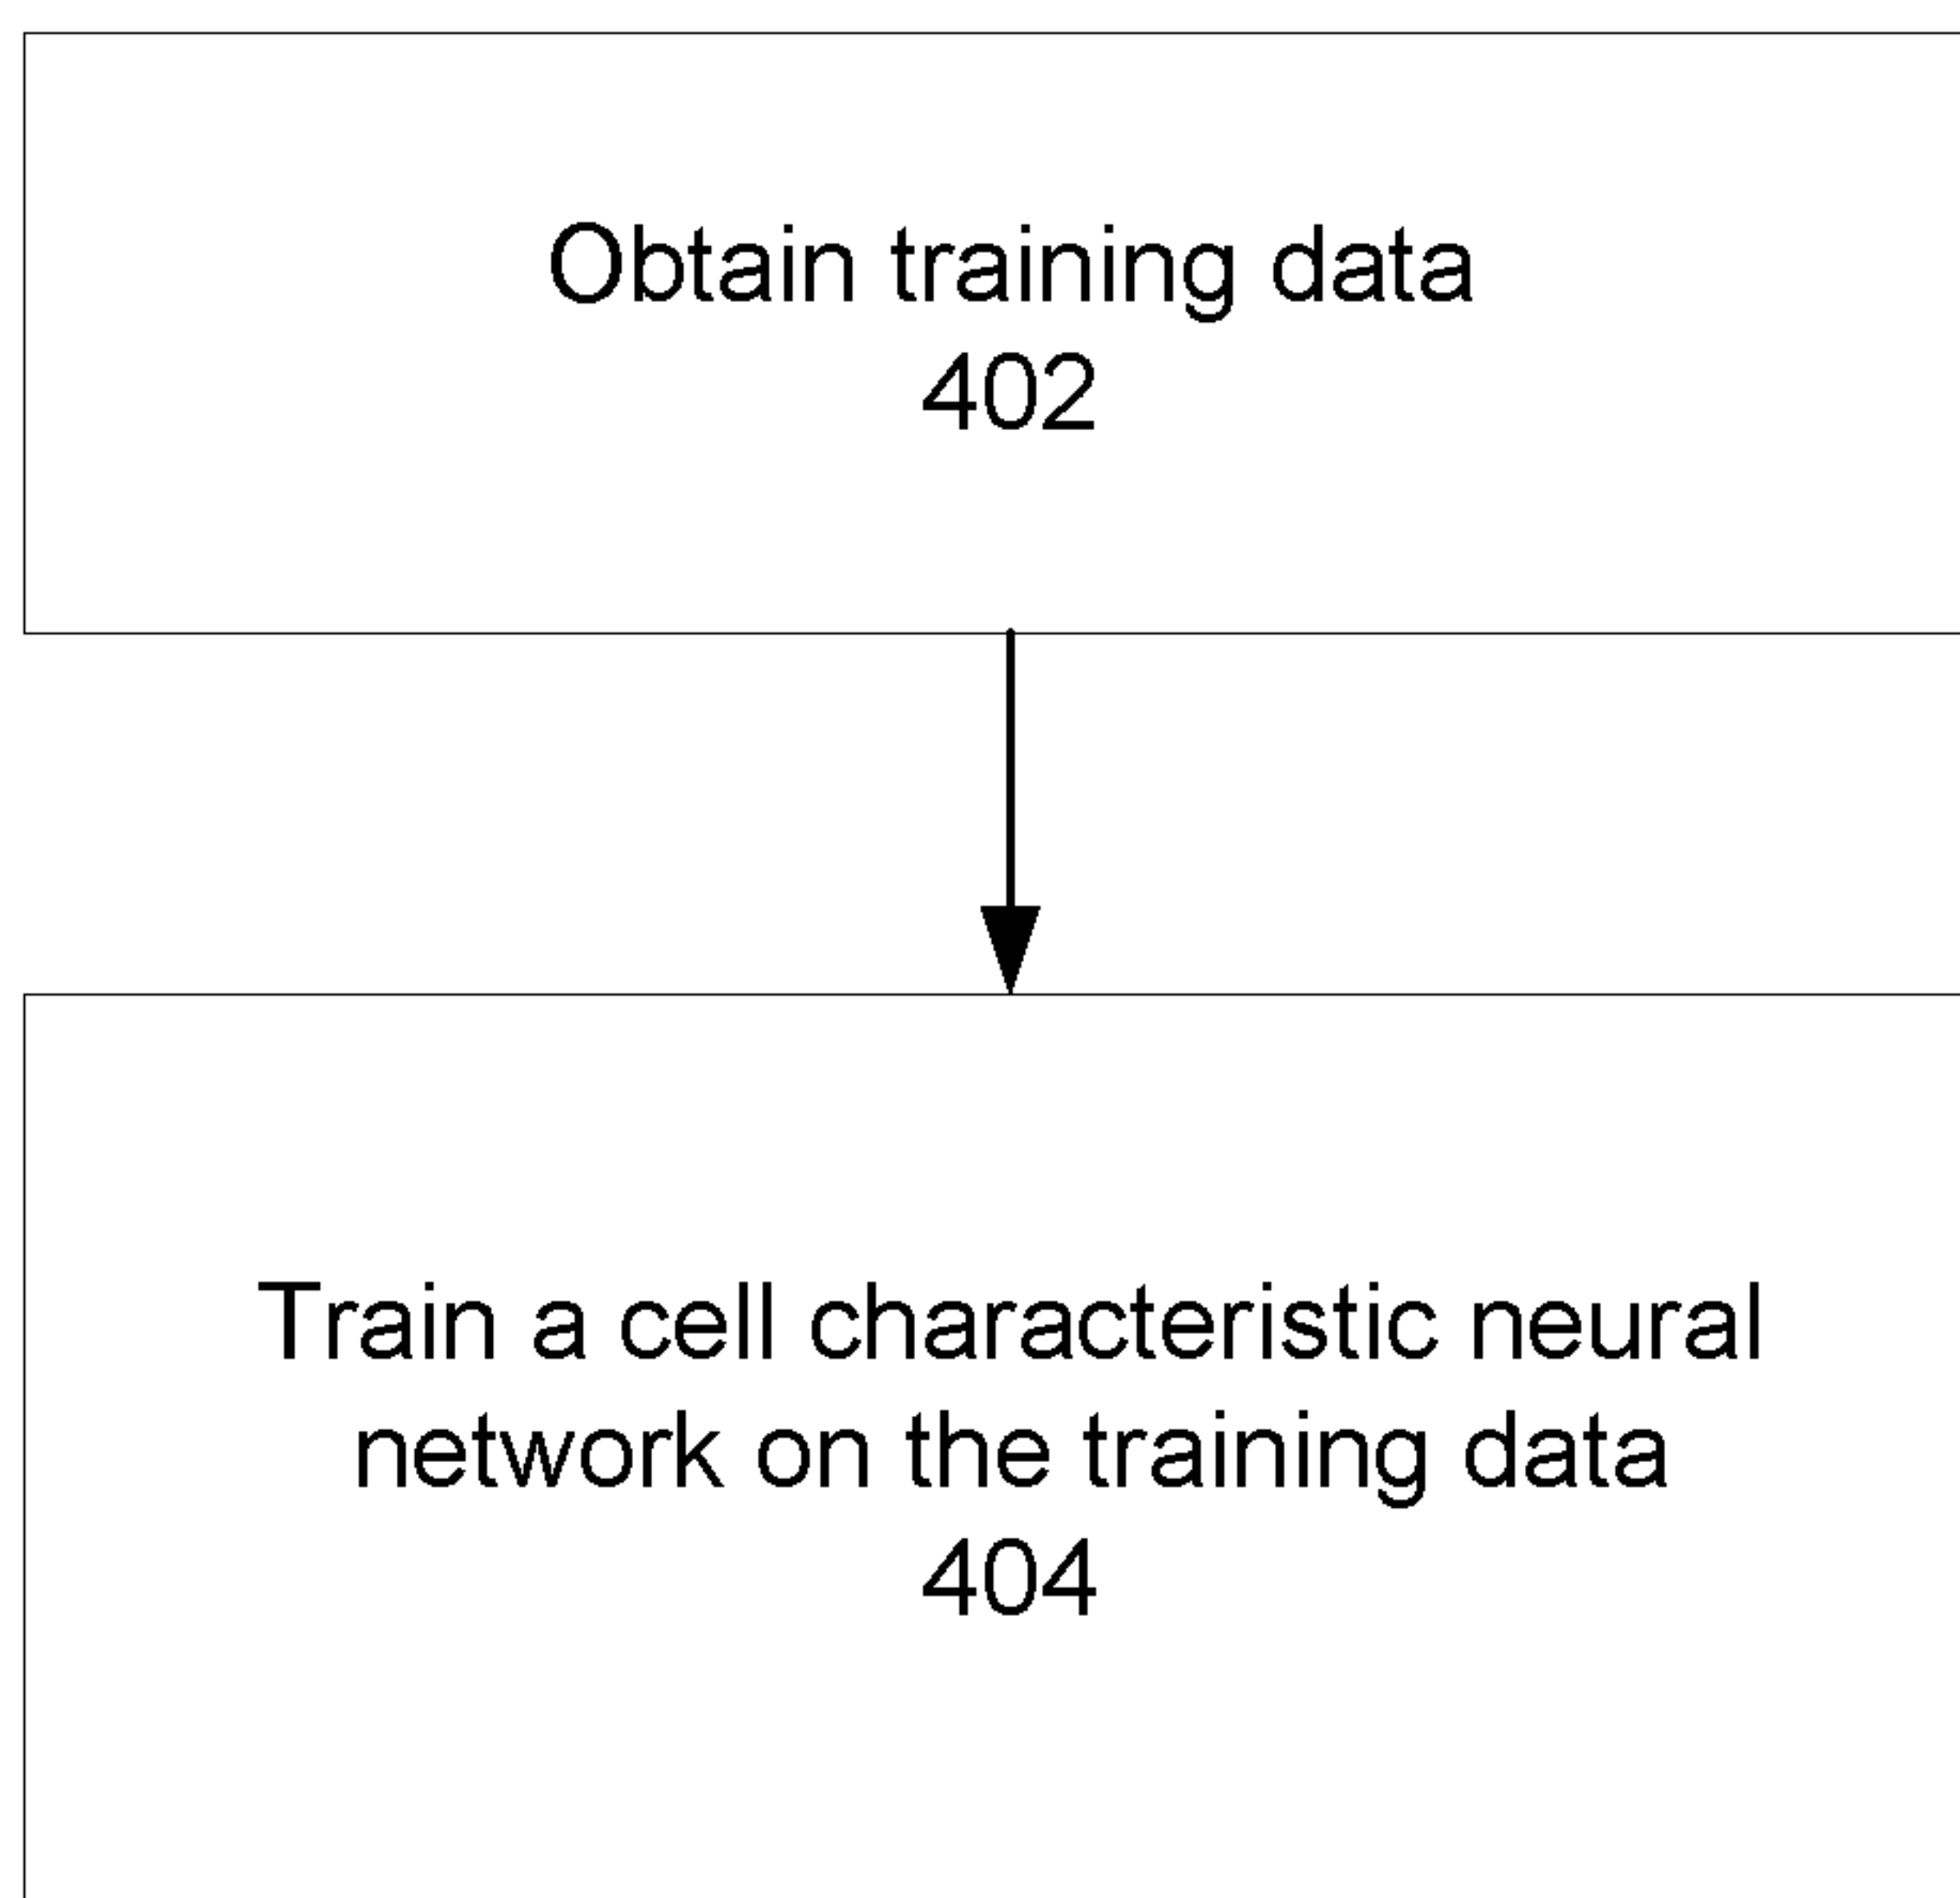 Obtain training data
402
Train a cell characteristic neural
network on the training data
404